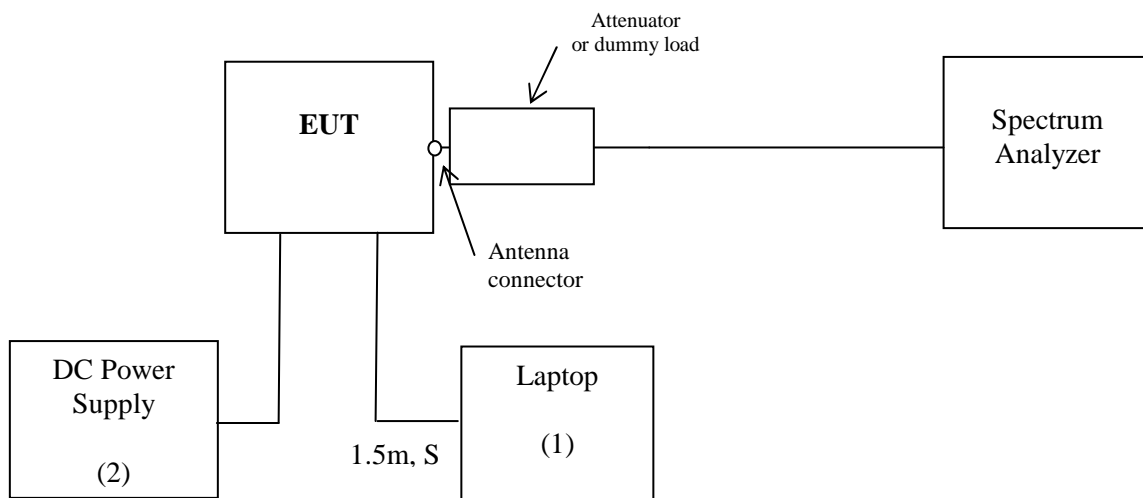 Attenuator
or dummy load
EUT
Spectrum
Analyzer
Antenna
connector
DC Power
Supply
(2)
1.5m, S
Laptop
(1)